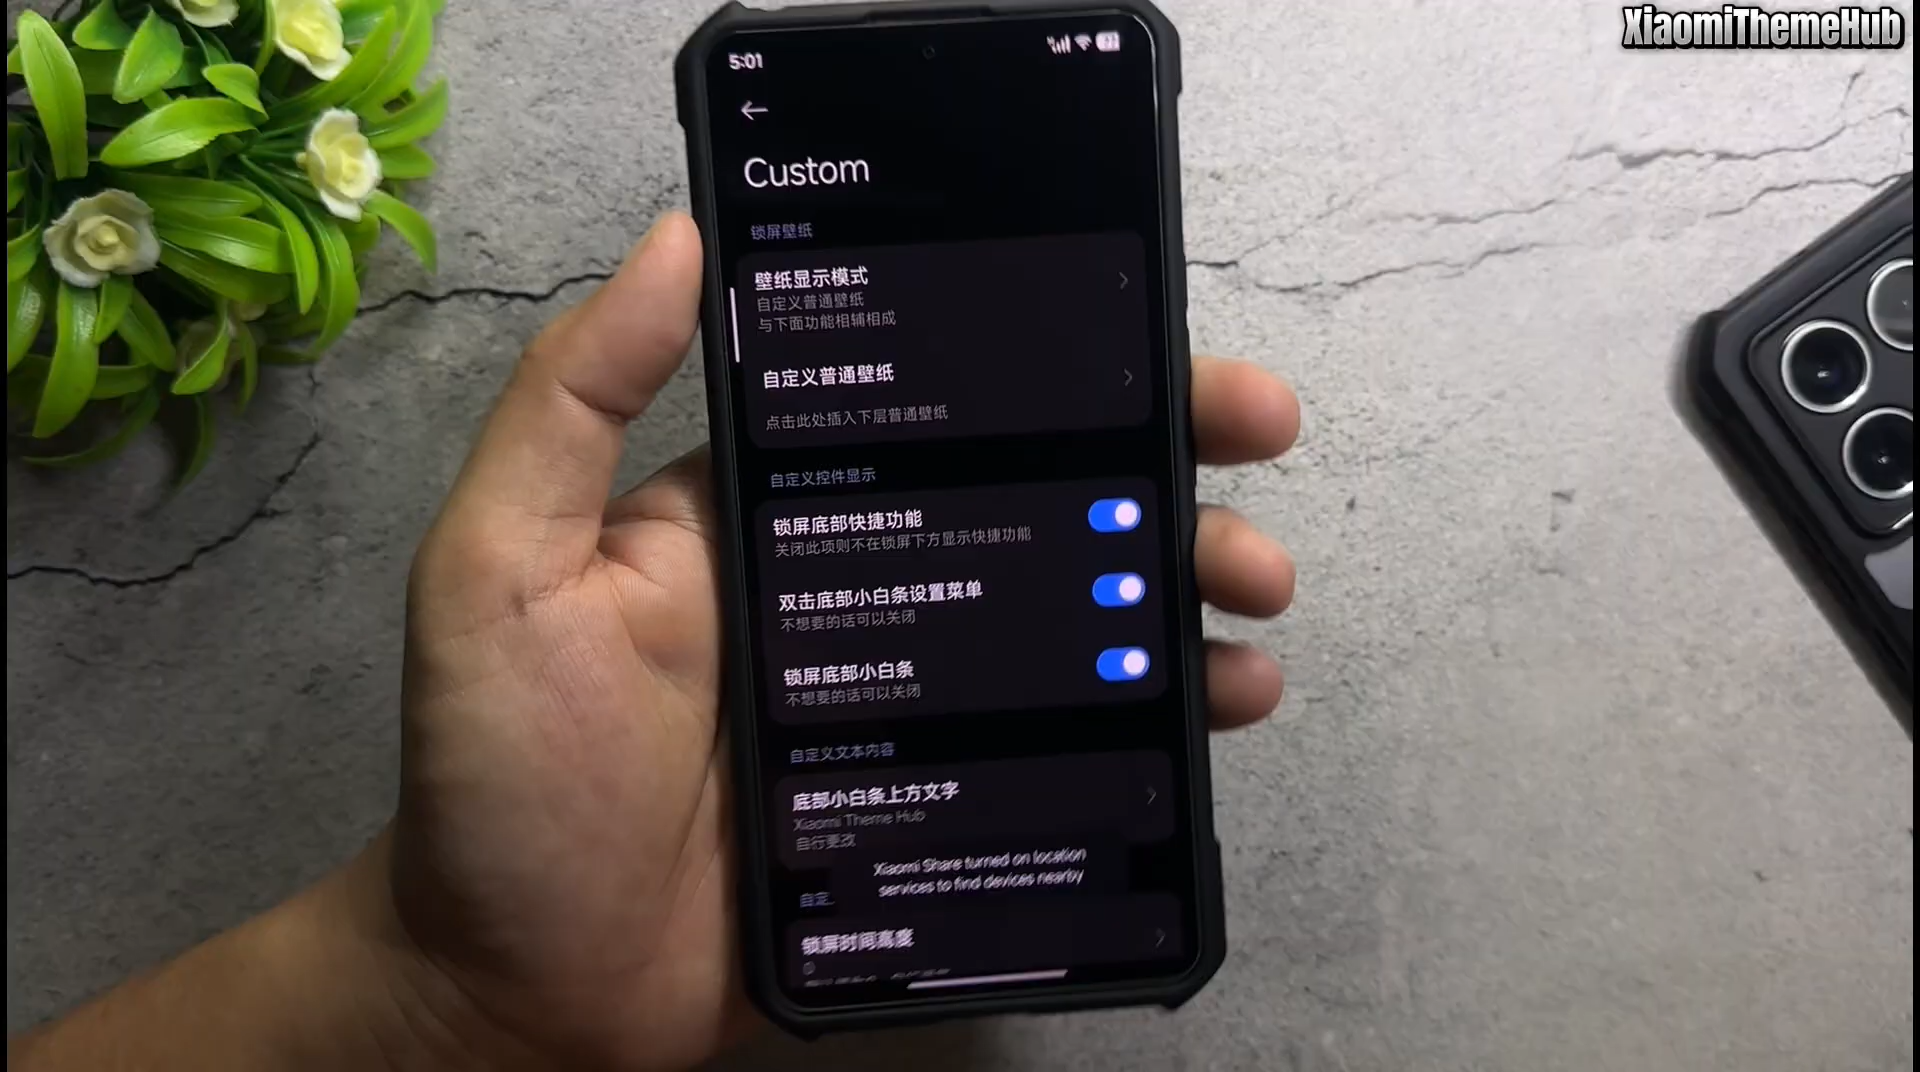 XiaomiThemeHub
5:01
Custom
锁屏壁纸
壁纸显示模式
自定义普通壁纸
与下面功能相辅相成
自定义普通壁纸
点击此处插入下层普通壁纸
自定义控件显示
锁屏底部快捷功能
关闭此项则不在锁屏下方显示快捷功能
双击底部小白条设置菜单
不想要的话可以关闭
锁屏底部小白条
不想要的话可以关闭
自定义文本内容
底部小白条上方文字
Xiaomi Theme Hub
自行更改
Xiaomi Share turned on location
services to find devices nearby
自定
锁屏时间高度
0